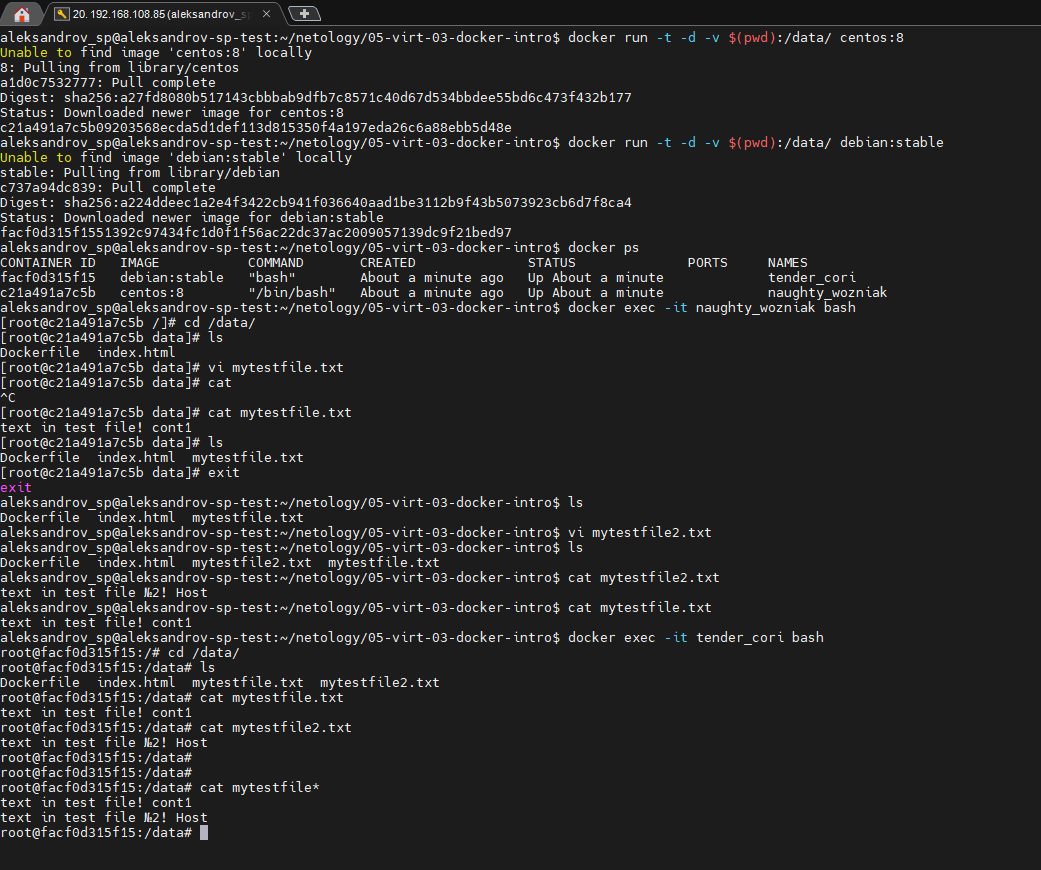 20. 192.168.108.85 (aleksandrov_s
aleksandrov_sp@aleksandrov-sp-test:~/netology/05-virt-03-docker-intro$ docker run -t -d -v $(pwd):/data/ centos:8
Unable to find image 'centos:8' locally
8: Pulling from library/centos
a1d0c7532777: Pull complete
Digest: sha256:a27fd8080b517143cbbbab9dfb7c8571c40d67d534bbdee55bd6c473f432b177
Status: Downloaded newer image for centos:8
c21a491a7c5b09203568ecda5d1def113d815350f4a197eda26c6a88ebb5d48e
aleksandrov_sp@aleksandrov-sp-test:~/netology/05-virt-03-docker-intro$ docker run -t -d -v $(pwd):/data/ debian:stable
Unable to find image 'debian:stable' locally
stable: Pulling from library/debian
c737a94dc839: Pull complete
Digest: sha256:a224ddeec1a2e4f3422cb941f036640aad1be3112b9f43b5073923cb6d7f8ca4
Status: Downloaded newer image for debian:stable
facf0d315f1551392c97434fc1d0f1f56ac22dc37ac2009057139dc9f21bed97
aleksandrov_sp@aleksandrov-sp-test:~/netology/05-virt-03-docker-intro$ docker ps
CONTAINER ID   IMAGE           COMMAND       CREATED              STATUS              PORTS     NAMES
facf0d315f15   debian:stable   "bash"        About a minute ago   Up About a minute             tender_cori
c21a491a7c5b   centos:8        "/bin/bash"   About a minute ago   Up About a minute             naughty_wozniak
aleksandrov_sp@aleksandrov-sp-test:~/netology/05-virt-03-docker-intro$ docker exec -it naughty_wozniak bash
[root@c21a491a7c5b /]# cd /data/
[root@c21a491a7c5b data]# ls
Dockerfile  index.html
[root@c21a491a7c5b data]# vi mytestfile.txt
[root@c21a491a7c5b data]# cat
^C
[root@c21a491a7c5b data]# cat mytestfile.txt
text in test file! cont1
[root@c21a491a7c5b data]# ls
Dockerfile  index.html  mytestfile.txt
[root@c21a491a7c5b data]# exit
exit
aleksandrov_sp@aleksandrov-sp-test:~/netology/05-virt-03-docker-intro$ ls
Dockerfile  index.html  mytestfile.txt
aleksandrov_sp@aleksandrov-sp-test:~/netology/05-virt-03-docker-intro$ vi mytestfile2.txt
aleksandrov_sp@aleksandrov-sp-test:~/netology/05-virt-03-docker-intro$ ls
Dockerfile  index.html  mytestfile2.txt  mytestfile.txt
aleksandrov_sp@aleksandrov-sp-test:~/netology/05-virt-03-docker-intro$ cat mytestfile2.txt
text in test file №2! Host
aleksandrov_sp@aleksandrov-sp-test:~/netology/05-virt-03-docker-intro$ cat mytestfile.txt
text in test file! cont1
aleksandrov_sp@aleksandrov-sp-test:~/netology/05-virt-03-docker-intro$ docker exec -it tender_cori bash
root@facf0d315f15:/# cd /data/
root@facf0d315f15:/data# ls
Dockerfile  index.html  mytestfile.txt  mytestfile2.txt
root@facf0d315f15:/data# cat mytestfile.txt
text in test file! cont1
root@facf0d315f15:/data# cat mytestfile2.txt
text in test file №2! Host
root@facf0d315f15:/data#
root@facf0d315f15:/data#
root@facf0d315f15:/data# cat mytestfile*
text in test file! cont1
text in test file №2! Host
root@facf0d315f15:/data#